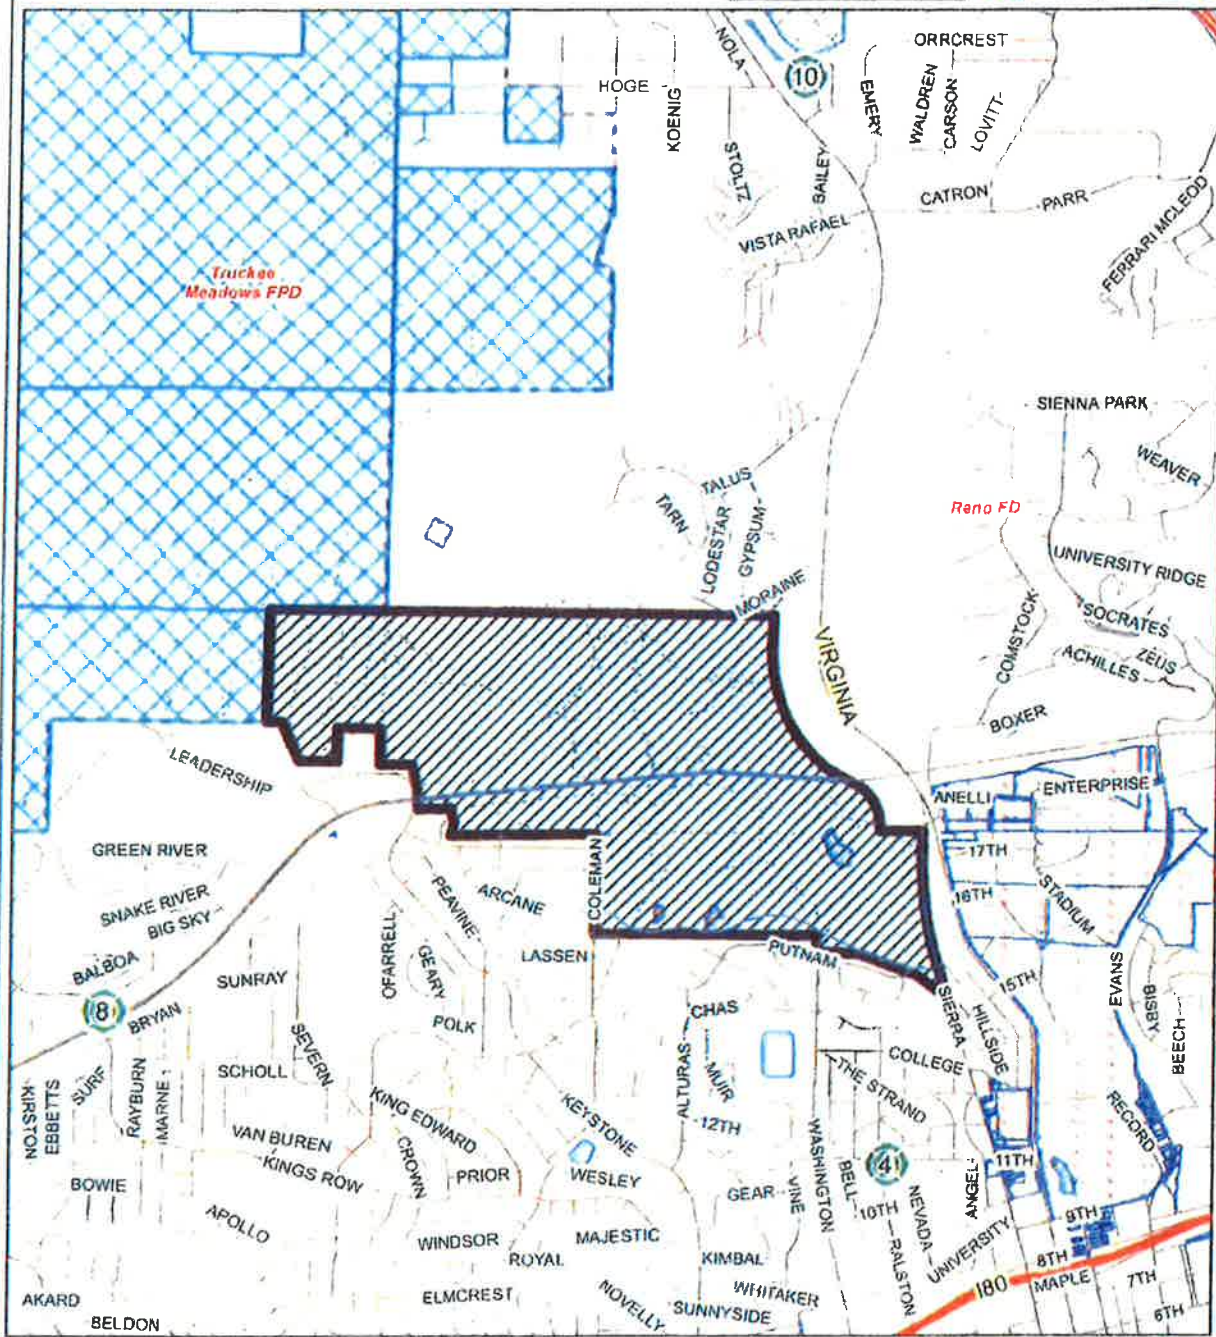 NOLA
10
ORRCREST
HOGE
KOENIG
EMERY
WALDREN
CARSON
LOVITT
STOLTZ
BAILEY
CATRON
PARR
VISTA RAFAEL
FERRARI MCLEOD
Truckee
Meadows FPD
SIENNA PARK
WEAVER
TALUS
TARN
LODESTAR
GYPSUM
Reno FD
UNIVERSITY RIDGE
MORAINE
COMSTOCK
SOCRATES
ZEUS
ACHILLES
VIRGINIA
BOXER
LEADERSHIP
ANELLI
ENTERPRISE
GREEN RIVER
COLEMAN
17TH
SNAKE RIVER
PEAVINE
ARCANE
16TH
STADIUM
BIG SKY
OFARRELL
BALBOA
SUNRAY
GEARY
LASSEN
PUTNAM
15TH
EVANS
BISBY
8
BRYAN
CHAS
SIERRA
HILLSIDE
BEECH
POLK
SEVERN
KIRSTON
EBBETTS
SURF
RAYBURN
MARNE
SCHOLL
ALTURAS
MUIR
COLLEGE
THE STRAND
KING EDWARD
KEYSTONE
12TH
RECORD
VAN BUREN
KINGS ROW
CROWN
PRIOR
WESLEY
WASHINGTON
4
11TH
BOWIE
GEAR
VINE
BELL
10TH
NEVADA
ANGEL
9TH
APOLLO
WINDSOR
ROYAL
MAJESTIC
KIMBAL
RALSTON
UNIVERSITY
8TH
I80
MAPLE
7TH
AKARD
ELMCREST
NOVELLY
WHITAKER
SUNNYSIDE
6TH
BELDON